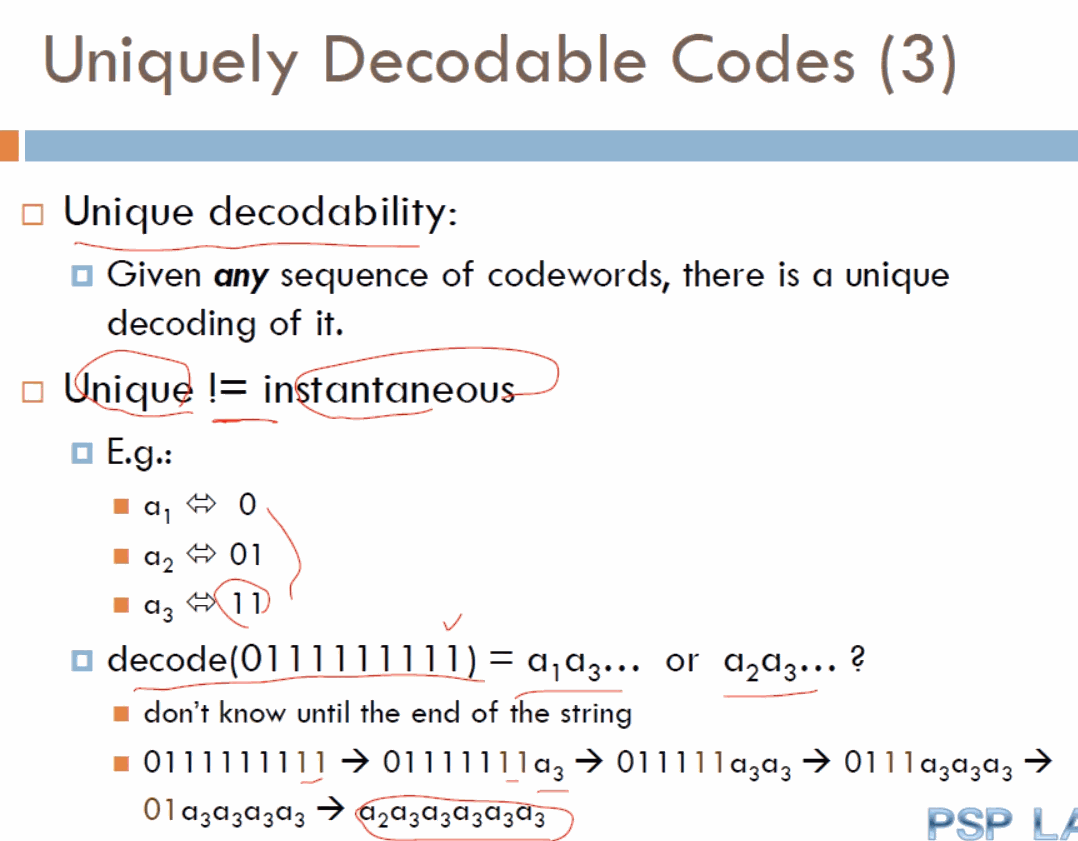 Uniquely Decodable Codes (3)
Unique decodability:
Given any sequence of codewords, there is a unique
decoding of it.
Unique != instantaneous
E.g.:
a₁ ⇔ 0
a₂ ⇔ 01
a₃ ⇔ 11
decode(0111111111) = a₁a₃... or a₂a₃... ?
don't know until the end of the string
0111111111 → 01111111a₃ → 011111a₃a₃ → 0111a₃a₃a₃ →
01a₃a₃a₃a₃ → a₂a₃a₃a₃a₃a₃
PSP LA